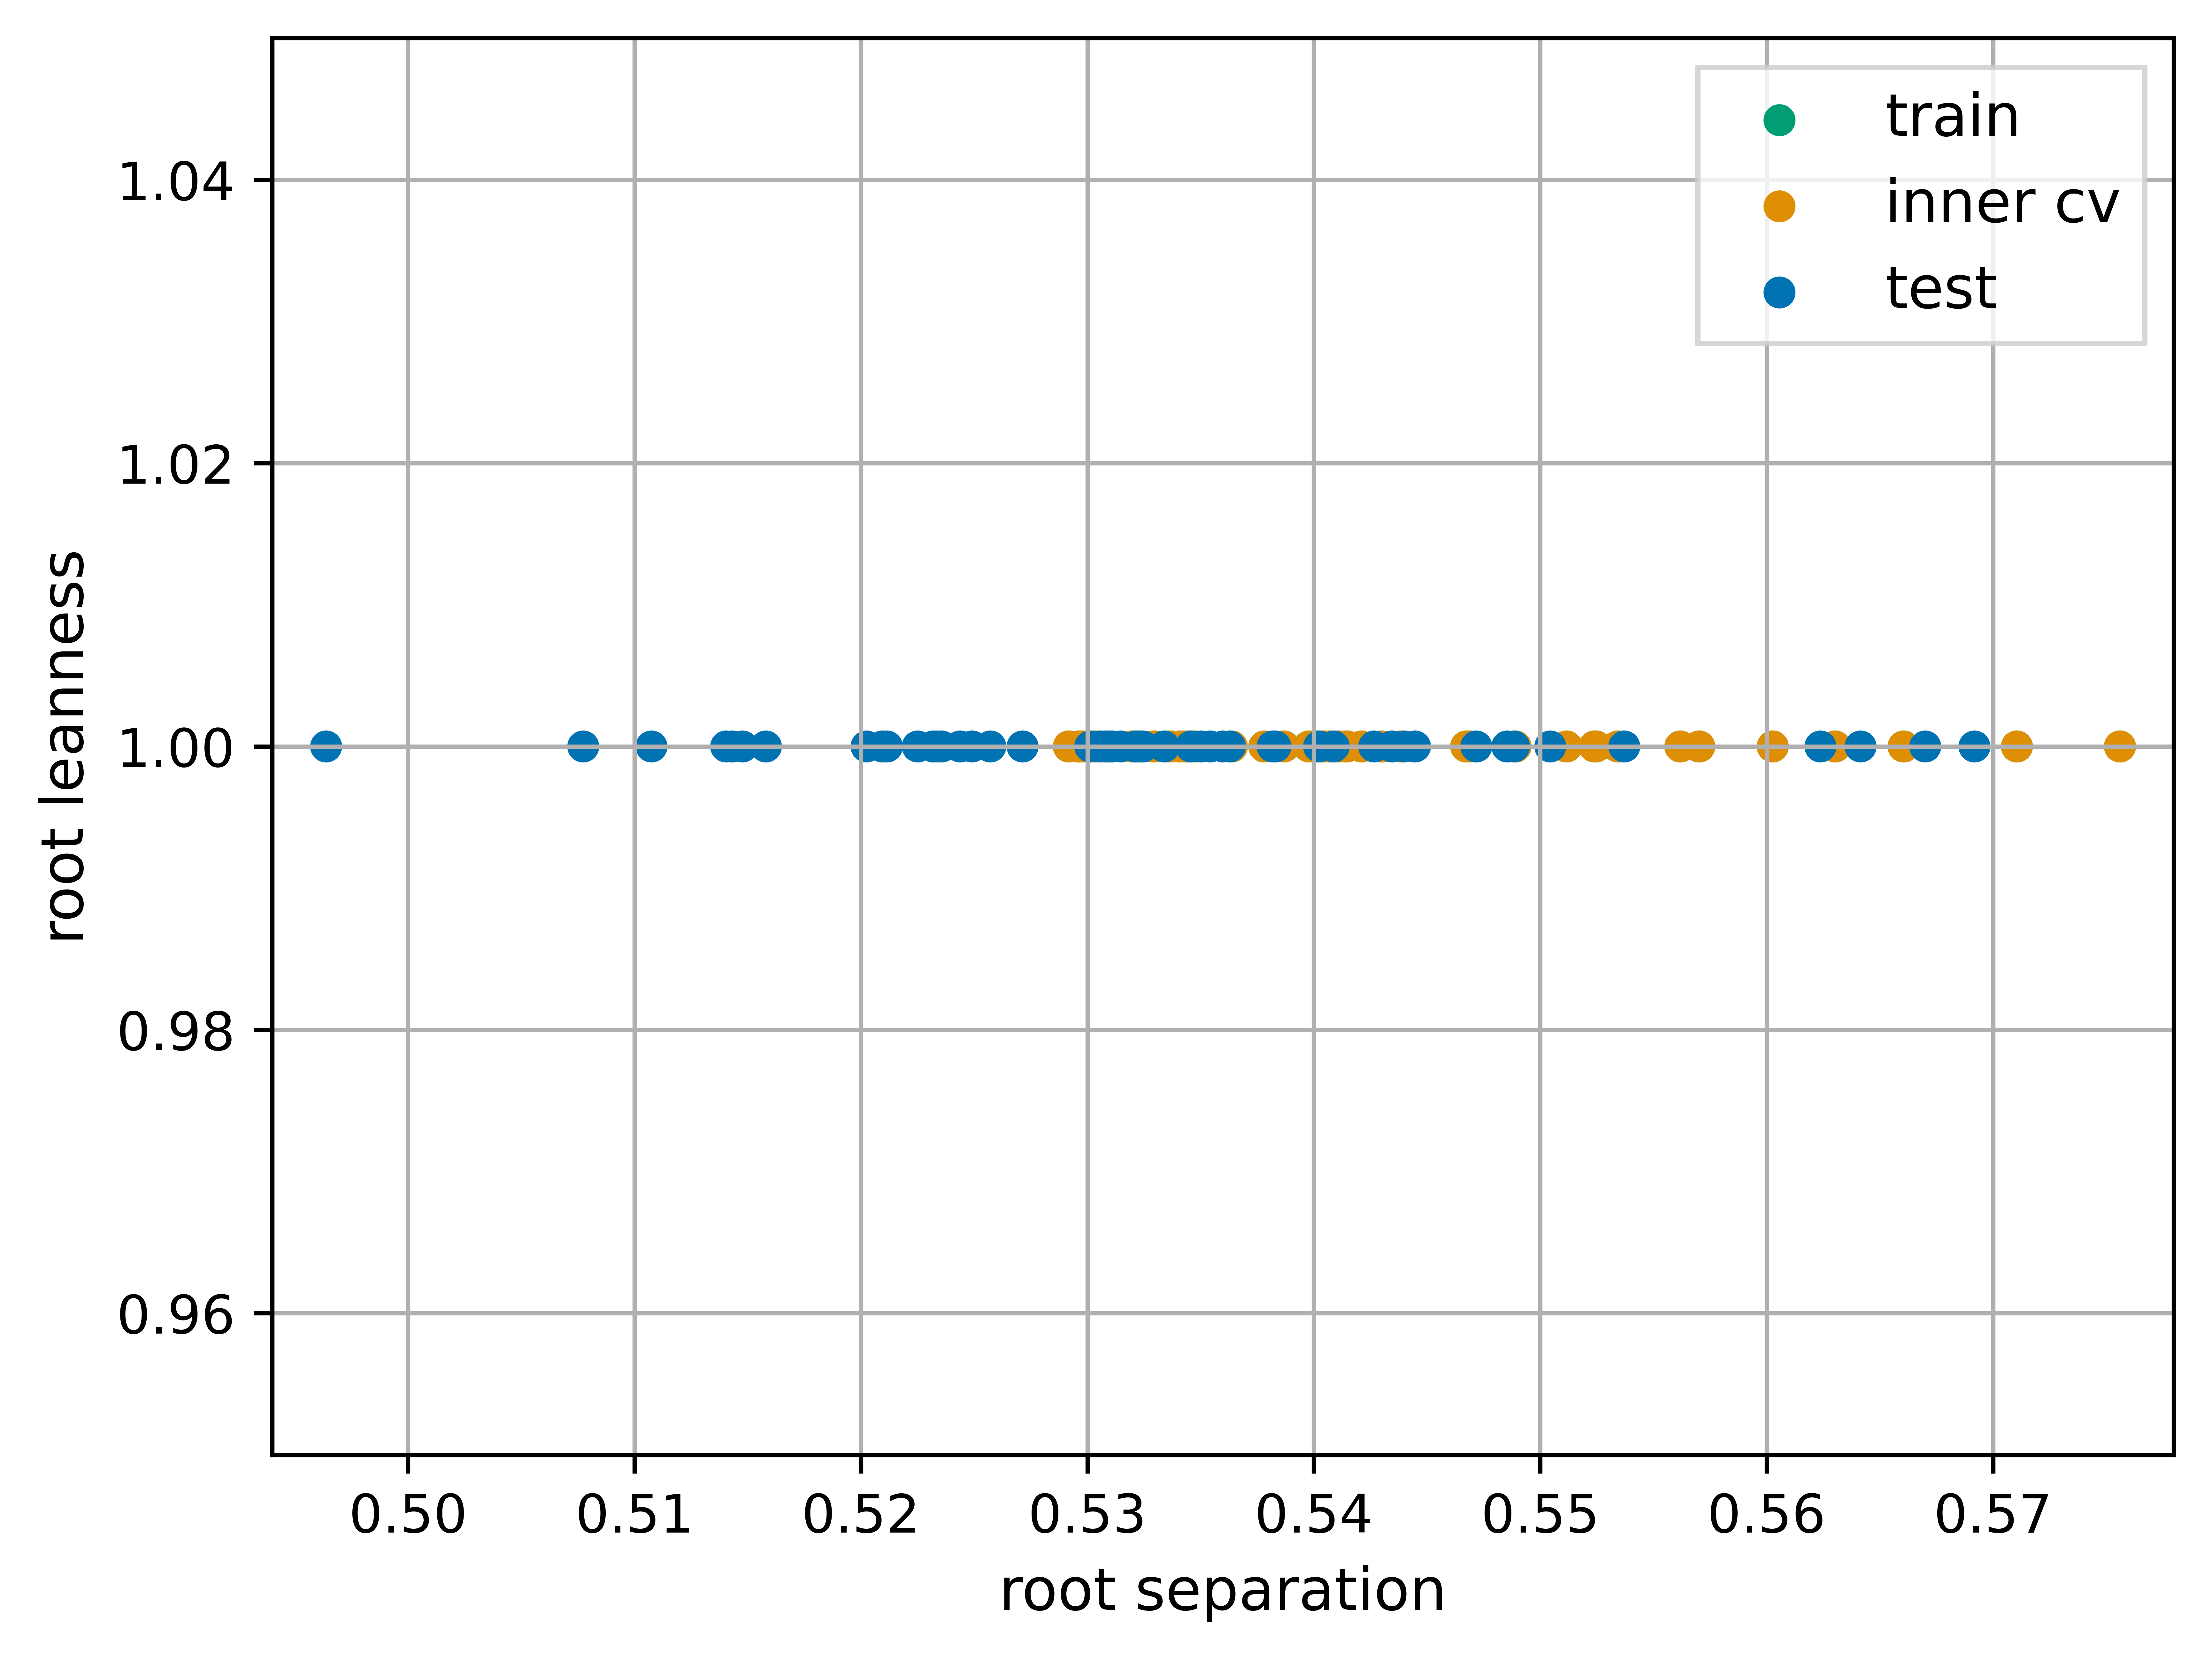 train
inner cv
test
1.04
1.02
1.00
0.98
0.96
root leanness
0.50 0.51 0.52 0.53 0.54 0.55 0.56 0.57
root separation